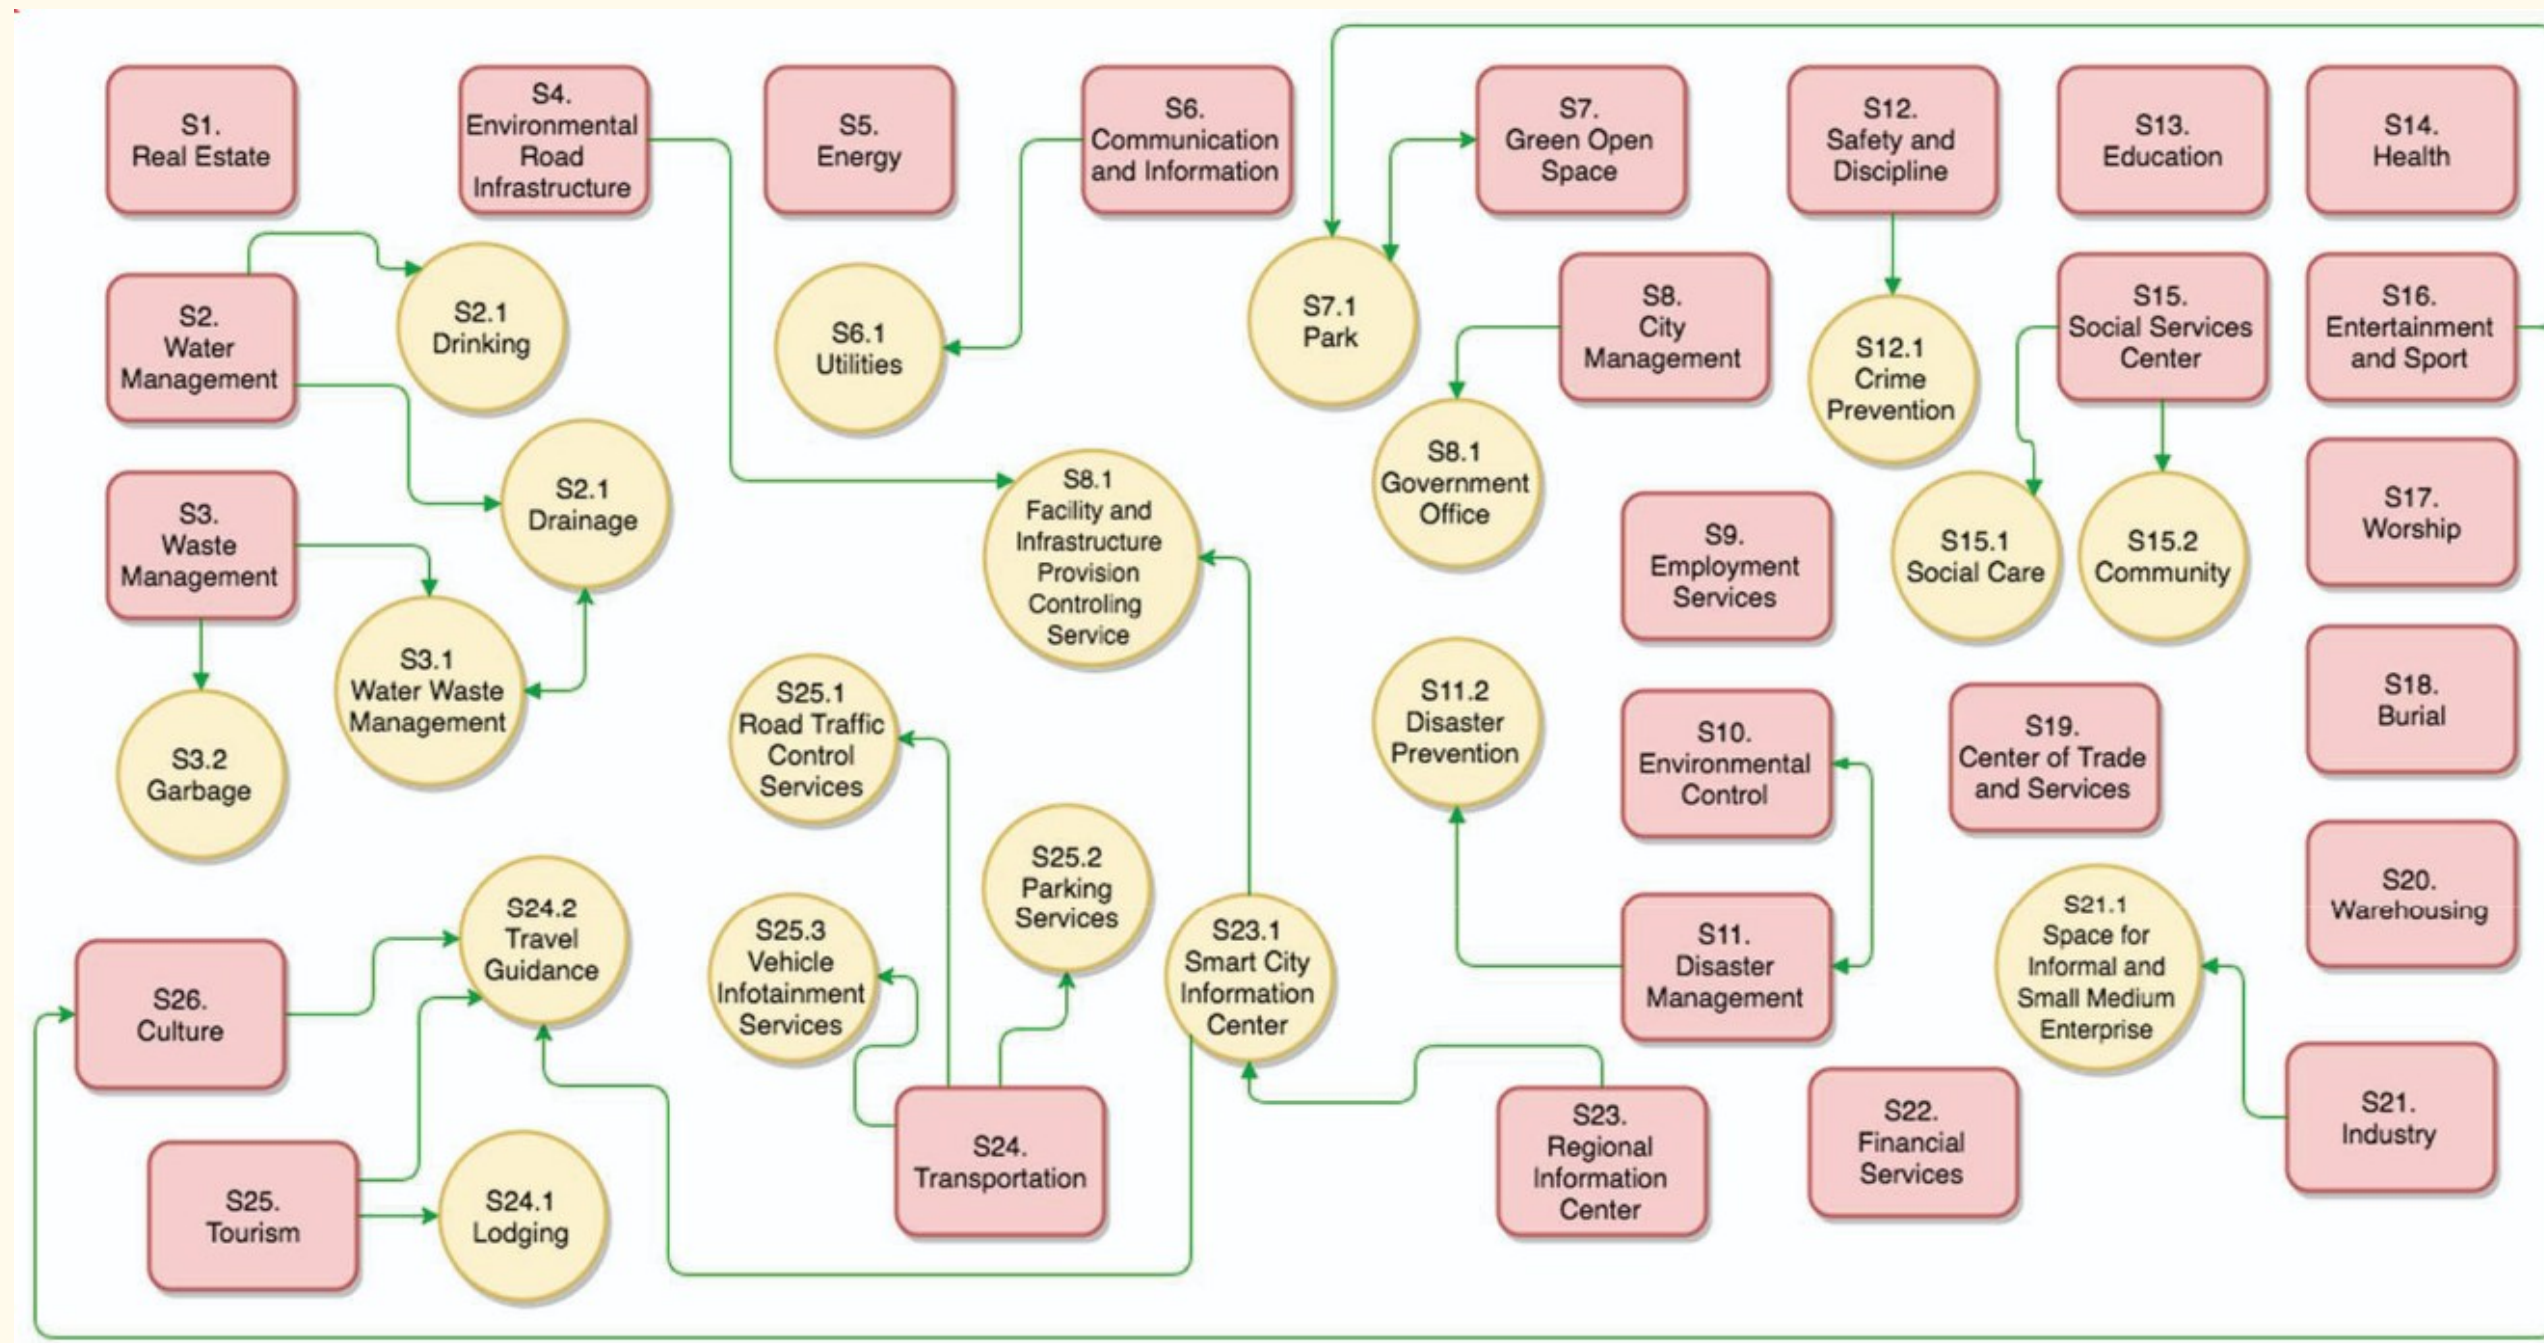 S1.
Real Estate
S4.
Environmental
Road
Infrastructure
S5.
Energy
S6.
Communication
and Information
S7.
Green Open
Space
S12.
Safety and
Discipline
S13.
Education
S14.
Health
S2.
Water
Management
S2.1
Drinking
S6.1
Utilities
S7.1
Park
S8.
City
Management
S12.1
Crime
Prevention
S15.
Social Services
Center
S16.
Entertainment
and Sport
S3.
Waste
Management
S2.1
Drainage
S8.1
Facility and
Infrastructure
Provision
Controling
Service
S8.1
Government
Office
S9.
Employment
Services
S15.1
Social Care
S15.2
Community
S17.
Worship
S3.1
Water Waste
Management
S3.2
Garbage
S25.1
Road Traffic
Control
Services
S11.2
Disaster
Prevention
S10.
Environmental
Control
S19.
Center of Trade
and Services
S18.
Burial
S24.2
Travel
Guidance
S25.3
Vehicle
Infotainment
Services
S25.2
Parking
Services
S23.1
Smart City
Information
Center
S11.
Disaster
Management
S21.1
Space for
Informal and
Small Medium
Enterprise
S20.
Warehousing
S26.
Culture
S25.
Tourism
S24.1
Lodging
S24.
Transportation
S23.
Regional
Information
Center
S22.
Financial
Services
S21.
Industry